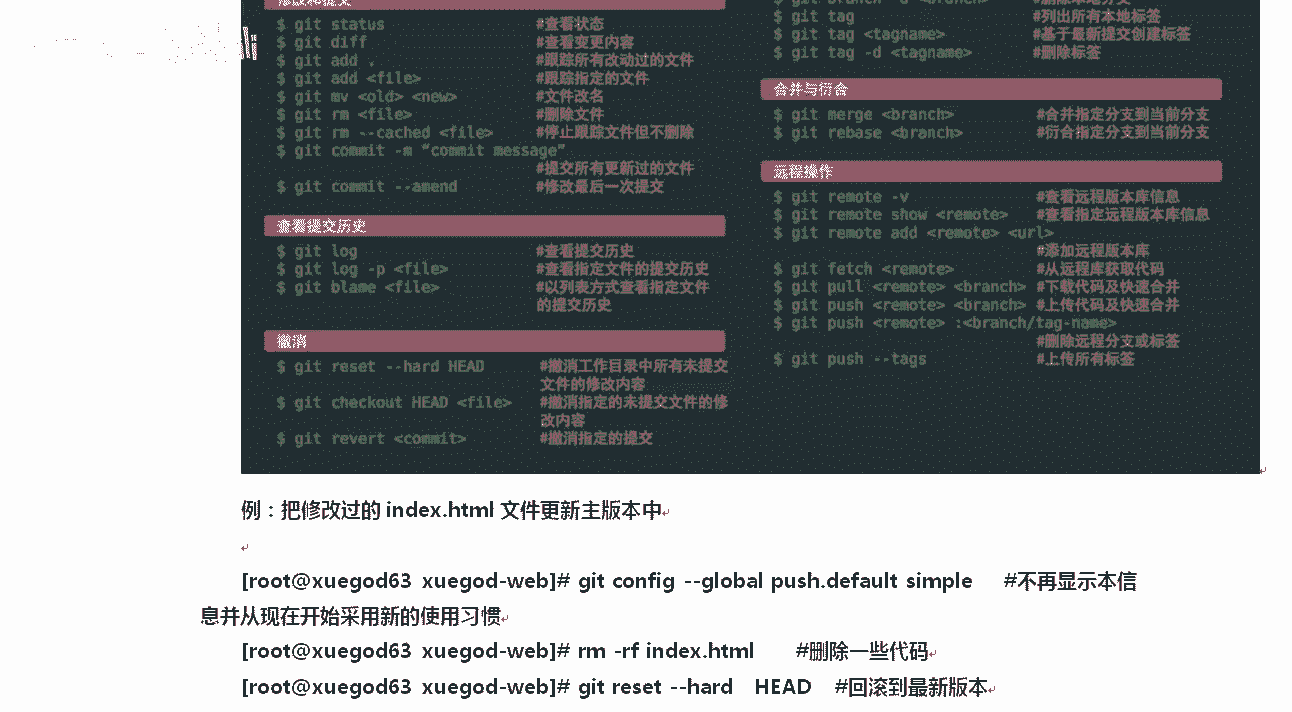 修改和提交
$ git status #查看状态
$ git diff #查看变更内容
$ git add . #跟踪所有改动过的文件
$ git add <file> #跟踪指定的文件
$ git mv <old> <new> #文件改名
$ git rm <file> #删除文件
$ git rm --cached <file> #停止跟踪文件但不删除
$ git commit -m “commit message”
#提交所有更新过的文件
$ git commit --amend #修改最后一次提交
查看提交历史
$ git log #查看提交历史
$ git log -p <file> #查看指定文件的提交历史
$ git blame <file> #以列表方式查看指定文件
的提交历史
撤消
$ git reset --hard HEAD #撤消工作目录中所有未提交
文件的修改内容
$ git checkout HEAD <file> #撤消指定的未提交文件的修
改内容
$ git revert <commit> #撤消指定的提交
$ git branch -d <branch> #删除本地分支
$ git tag #列出所有本地标签
$ git tag <tagname> #基于最新提交创建标签
$ git tag -d <tagname> #删除标签
合并与衍合
$ git merge <branch> #合并指定分支到当前分支
$ git rebase <branch> #衍合指定分支到当前分支
远程操作
$ git remote -v #查看远程版本库信息
$ git remote show <remote> #查看指定远程版本库信息
$ git remote add <remote> <url>
#添加远程版本库
$ git fetch <remote> #从远程库获取代码
$ git pull <remote> <branch> #下载代码及快速合并
$ git push <remote> <branch> #上传代码及快速合并
$ git push <remote> :<branch/tag-name>
#删除远程分支或标签
$ git push --tags #上传所有标签
例：把修改过的 index.html 文件更新主版本中
[root@xuegod63 xuegod-web]# git config --global push.default simple #不再显示本信
息并从现在开始采用新的使用习惯
[root@xuegod63 xuegod-web]# rm -rf index.html #删除一些代码
[root@xuegod63 xuegod-web]# git reset --hard HEAD #回滚到最新版本